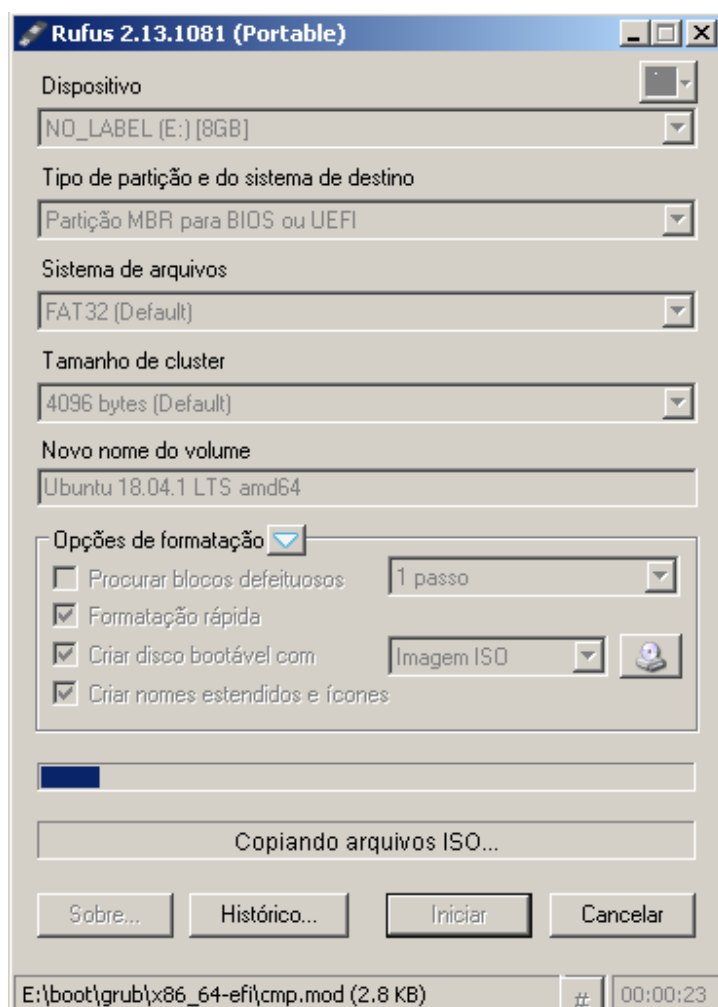 Rufus 2.13.1081 (Portable)
Dispositivo
NO_LABEL (E:) [8GB]
Tipo de partição e do sistema de destino
Partição MBR para BIOS ou UEFI
Sistema de arquivos
FAT32 (Default)
Tamanho de cluster
4096 bytes (Default)
Novo nome do volume
Ubuntu 18.04.1 LTS amd64
Opções de formatação
Procurar blocos defeituosos 1 passo
Formatação rápida
Criar disco bootável com Imagem ISO
Criar nomes estendidos e ícones
Copiando arquivos ISO...
Sobre... Histórico... Iniciar Cancelar
E:\boot\grub\x86_64-efi\cmp.mod (2.8 KB) # 00:00:23